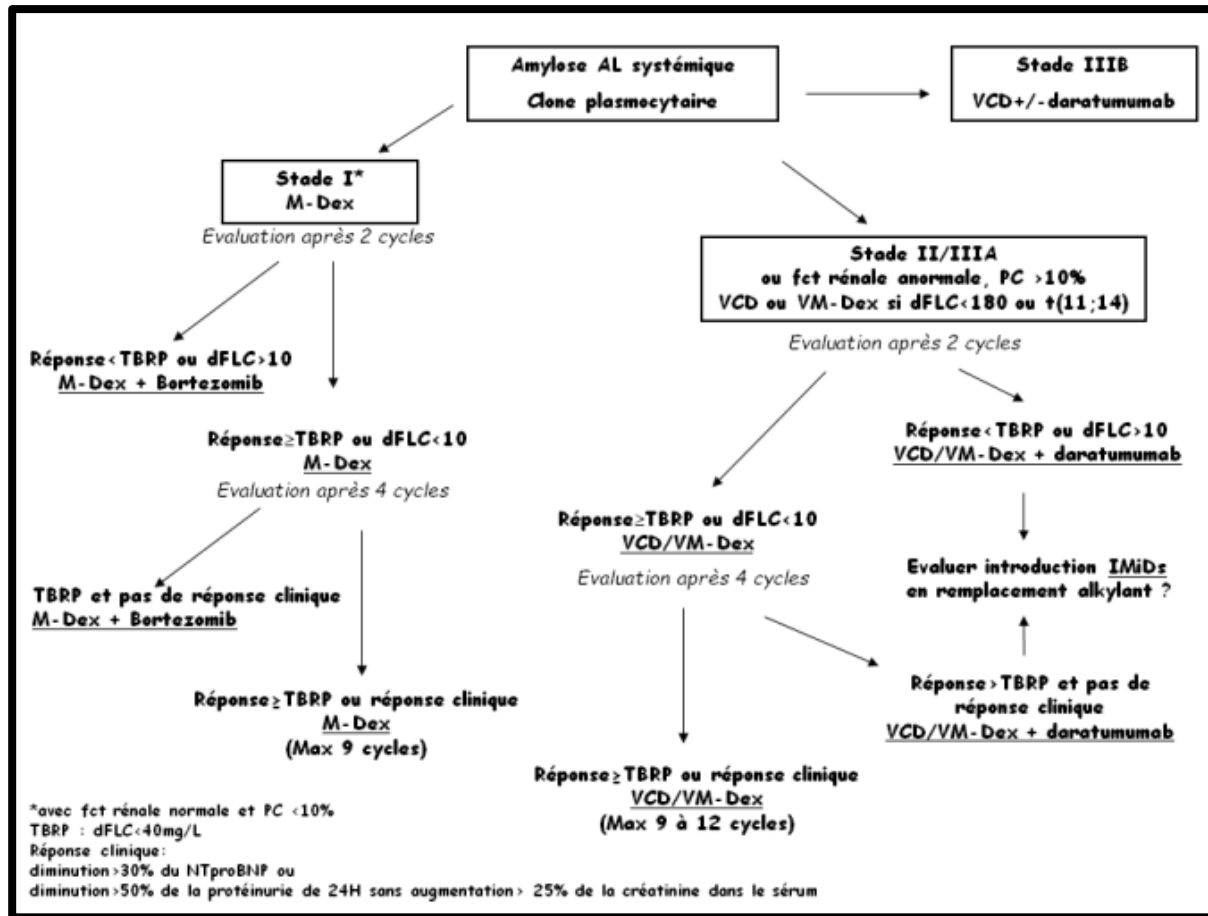 Amylose AL systémique
Clone plasmocytaire
Stade IIIB
VCD+/-daratumumab
Stade I*
M-Dex
Evaluation après 2 cycles
Réponse<TBRP ou dFLC>10
M-Dex + Bortezomib
Réponse≥TBRP ou dFLC<10
M-Dex
Evaluation après 4 cycles
TBRP et pas de réponse clinique
M-Dex + Bortezomib
Réponse≥TBRP ou réponse clinique
M-Dex
(Max 9 cycles)
Stade II/IIIA
ou fct rénale anormale, PC >10%
VCD ou VM-Dex si dFLC<180 ou t(11;14)
Evaluation après 2 cycles
Réponse<TBRP ou dFLC>10
VCD/VM-Dex + daratumumab
Réponse≥TBRP ou dFLC<10
VCD/VM-Dex
Evaluation après 4 cycles
Evaluer introduction IMiDs
en remplacement alkylant ?
Réponse>TBRP et pas de
réponse clinique
VCD/VM-Dex + daratumumab
Réponse≥TBRP ou réponse clinique
VCD/VM-Dex
(Max 9 à 12 cycles)
*avec fct rénale normale et PC <10%
TBRP : dFLC<40mg/L
Réponse clinique:
diminution>30% du NTproBNP ou
diminution>50% de la protéinurie de 24H sans augmentation> 25% de la créatinine dans le sérum